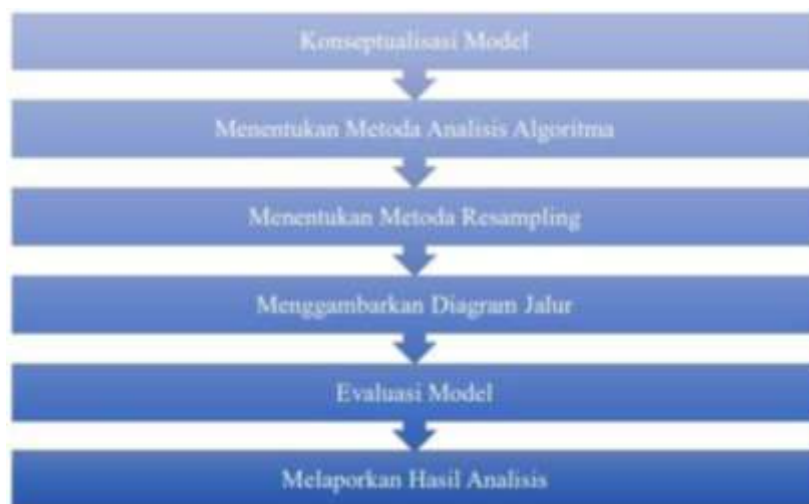 Konseptualisasi Model
Menentukan Metoda Analisis Algoritma
Menentukan Metoda Resampling
Menggambarkan Diagram Jalur
Evaluasi Model
Melaporkan Hasil Analisis